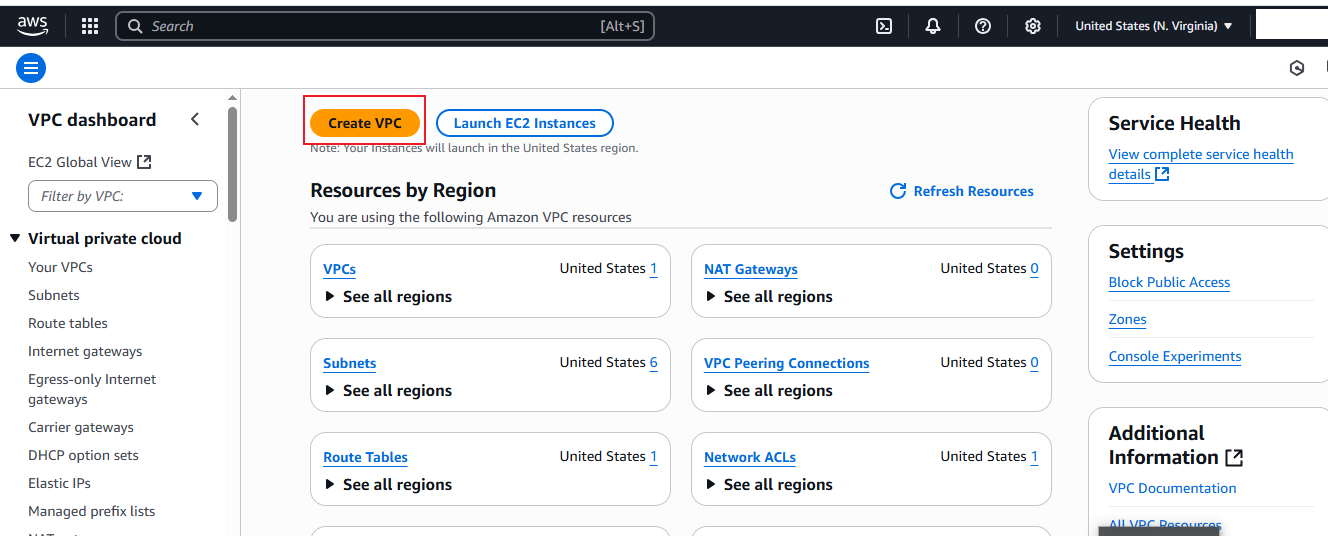 aws
Search
[Alt+S]
United States (N. Virginia)
VPC dashboard
EC2 Global View
Filter by VPC:
Virtual private cloud
Your VPCs
Subnets
Route tables
Internet gateways
Egress-only Internet
gateways
Carrier gateways
DHCP option sets
Elastic IPs
Managed prefix lists
Create VPC
Launch EC2 Instances
Note: Your Instances will launch in the United States region.
Resources by Region
Refresh Resources
You are using the following Amazon VPC resources
VPCs United States 1
See all regions
NAT Gateways United States 0
See all regions
Subnets United States 6
See all regions
VPC Peering Connections United States 0
See all regions
Route Tables United States 1
See all regions
Network ACLs United States 1
See all regions
Service Health
View complete service health
details
Settings
Block Public Access
Zones
Console Experiments
Additional
Information
VPC Documentation
All VPC Resources